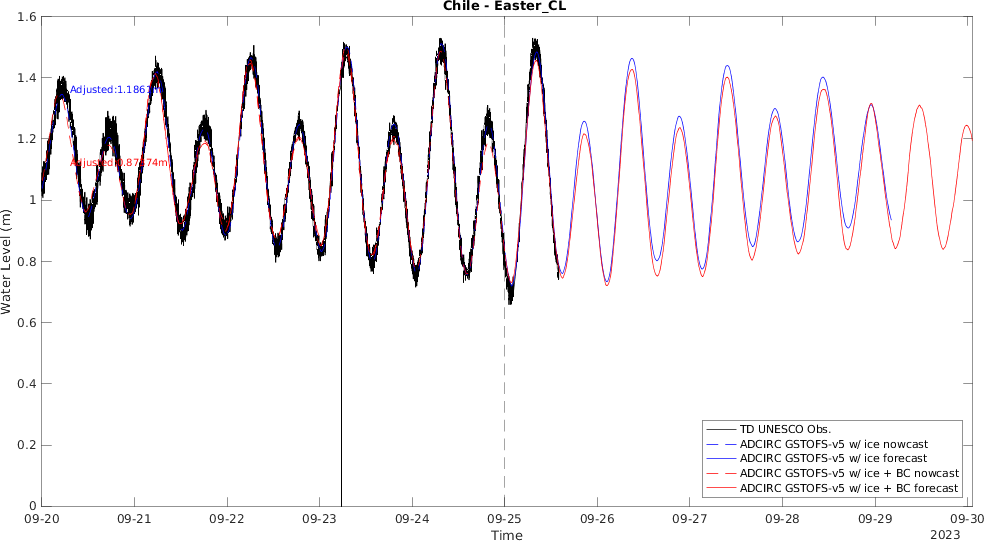 Chile - Easter_CL
1.6
1.4
1.2
1
0.8
0.6
0.4
0.2
0
Water Level (m)
Adjusted:1.186
TD UNESCO Obs.
ADCIRC GSTOFS-v5 w/ ice nowcast
ADCIRC GSTOFS-v5 w/ ice forecast
ADCIRC GSTOFS-v5 w/ ice + BC nowcast
ADCIRC GSTOFS-v5 w/ ice + BC forecast
09-20 09-21 09-22 09-23 09-24 09-25 09-26 09-27 09-28 09-29 09-30
Time
2023